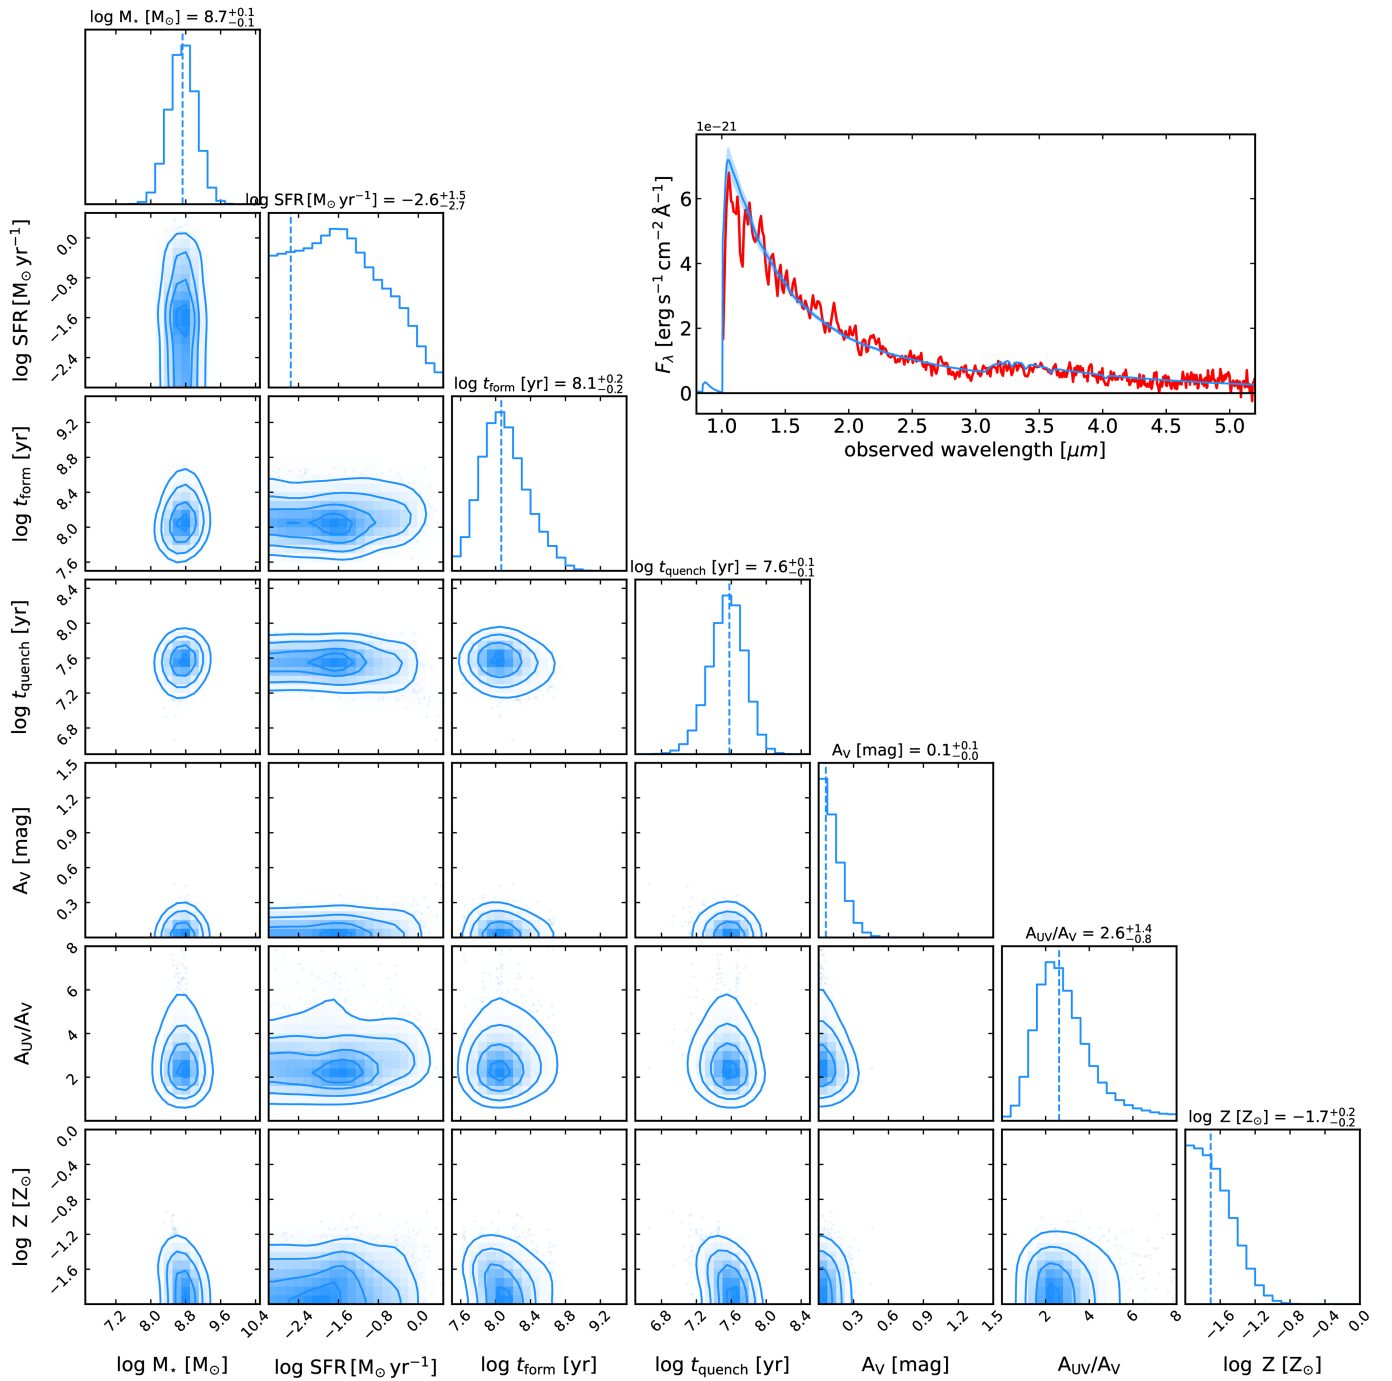 log M⋆ [M⊙] = 8.7+0.1−0.1
1e−21
6
4
2
0
Fλ [erg s−1 cm−2 Å−1]
1.0 1.5 2.0 2.5 3.0 3.5 4.0 4.5 5.0
observed wavelength [μm]
log SFR [M⊙ yr−1] = −2.6+1.5−2.7
log SFR [M⊙ yr−1]
0.0
−0.8
−1.6
−2.4
log tform [yr] = 8.1+0.2−0.2
log tform [yr]
9.2
8.8
8.4
8.0
7.6
log tquench [yr] = 7.6+0.1−0.1
log tquench [yr]
8.4
8.0
7.6
7.2
6.8
AV [mag] = 0.1+0.1−0.0
AV [mag]
1.5
1.2
0.9
0.6
0.3
AUV/AV = 2.6+1.4−0.8
AUV/AV
8
6
4
2
log Z [Z⊙] = −1.7+0.2−0.2
log Z [Z⊙]
0.0
−0.4
−0.8
−1.2
−1.6
7.2 8.0 8.8 9.6 10.4 −2.4 −1.6 −0.8 0.0 7.6 8.4 9.2 6.8 7.6 8.0 8.4 0.3 0.6 0.9 1.2 1.5 2 4 6 8 −1.6 −1.2 −0.8 −0.4 0.0
log M⋆ [M⊙] log SFR [M⊙ yr−1] log tform [yr] log tquench [yr] AV [mag] AUV/AV log Z [Z⊙]